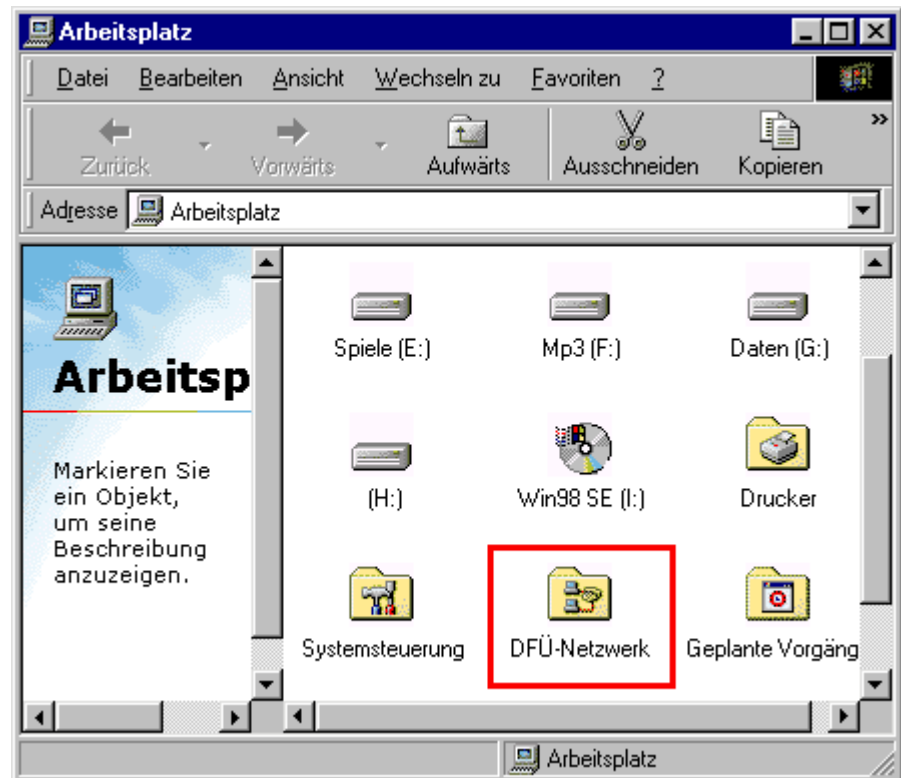 Arbeitsplatz
Datei Bearbeiten Ansicht Wechseln zu Favoriten ?
Zurück Vorwärts Aufwärts Ausschneiden Kopieren »
Adresse Arbeitsplatz
Arbeitsp
Markieren Sie
ein Objekt,
um seine
Beschreibung
anzuzeigen.
Spiele (E:) Mp3 (F:) Daten (G:)
(H:) Win98 SE (I:) Drucker
Systemsteuerung DFÜ-Netzwerk Geplante Vorgäng
Arbeitsplatz